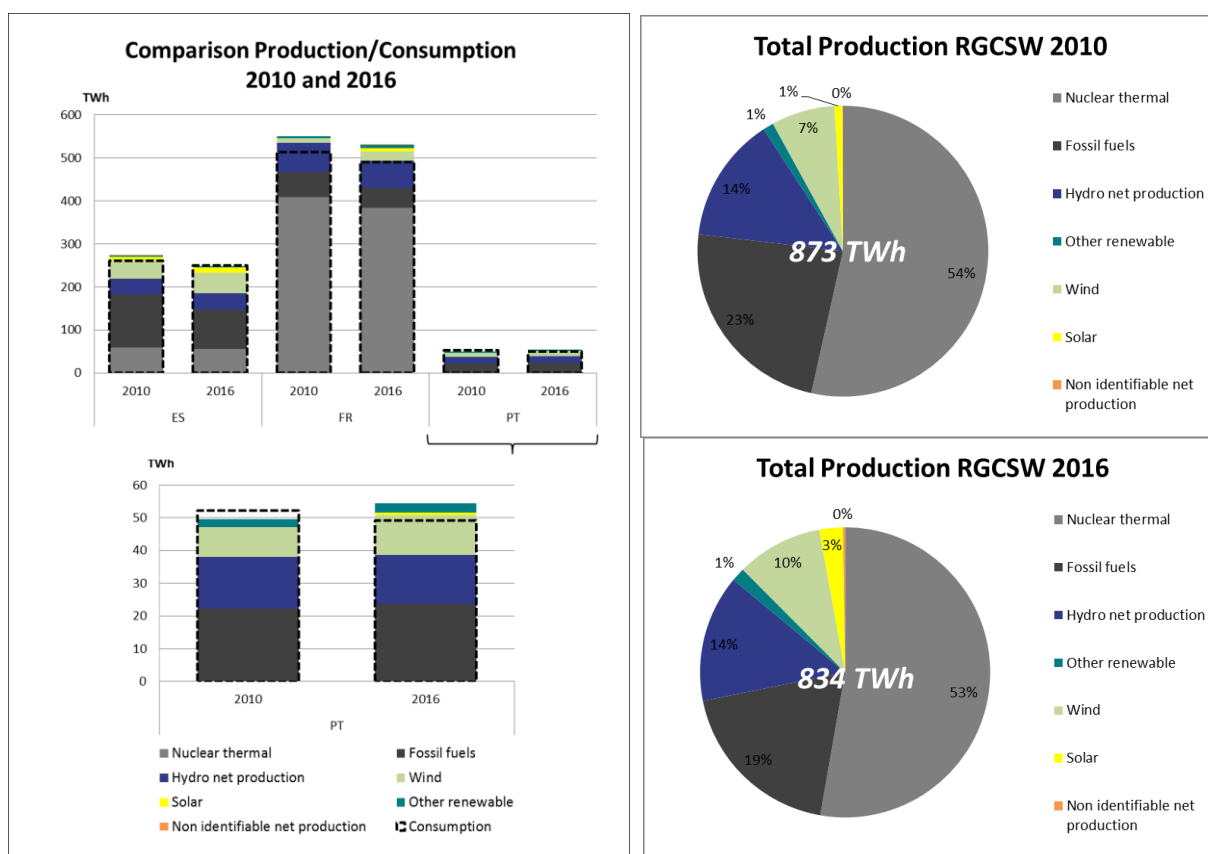 Comparison Production/Consumption
2010 and 2016
TWh
600
500
400
300
200
100
0
2010 2016 2010 2016 2010 2016
ES FR PT
TWh
60
50
40
30
20
10
0
2010 2016
PT
Nuclear thermal Fossil fuels
Hydro net production Wind
Solar Other renewable
Non identifiable net production Consumption
Total Production RGCSW 2010
1% 0%
1%
7%
14%
873 TWh
54%
23%
Nuclear thermal
Fossil fuels
Hydro net production
Other renewable
Wind
Solar
Non identifiable net
production
Total Production RGCSW 2016
0%
3%
1%
10%
14%
834 TWh
53%
19%
Nuclear thermal
Fossil fuels
Hydro net production
Other renewable
Wind
Solar
Non identifiable net
production